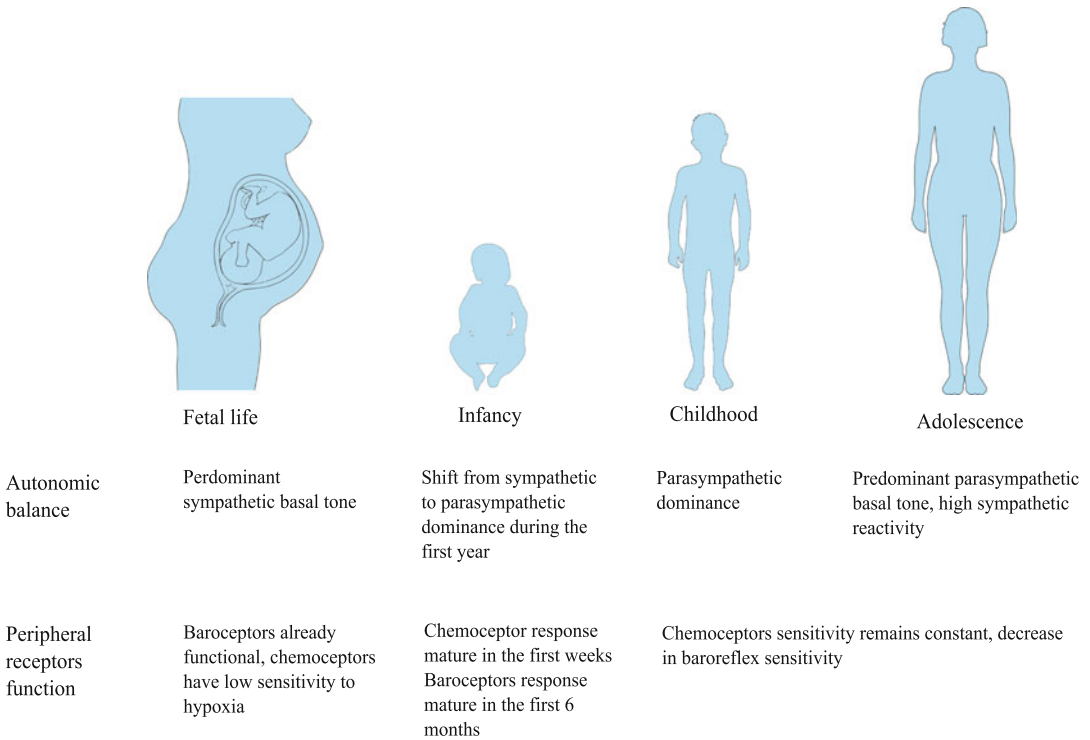 Fetal life
Infancy
Childhood
Adolescence
Autonomic
balance
Perdominant
sympathetic basal tone
Shift from sympathetic
to parasympathetic
dominance during the
first year
Parasympathetic
dominance
Predominant parasympathetic
basal tone, high sympathetic
reactivity
Peripheral
receptors
function
Baroceptors already
functional, chemoceptors
have low sensitivity to
hypoxia
Chemoceptor response
mature in the first weeks
Baroceptors response
mature in the first 6
months
Chemoceptors sensitivity remains constant, decrease
in baroreflex sensitivity